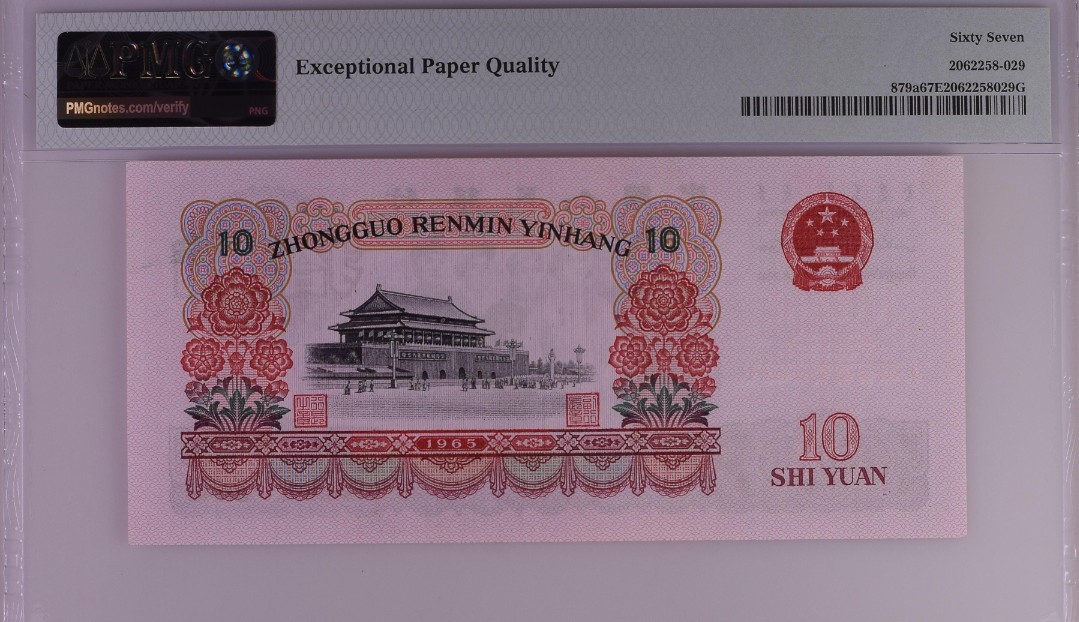 PMG
PMGnotes.com/verify
PNG
Exceptional Paper Quality
Sixty Seven
2062258-029
879a67E2062258029G
10 ZHONGGUO RENMIN YINHANG 10
1965
10
SHI YUAN